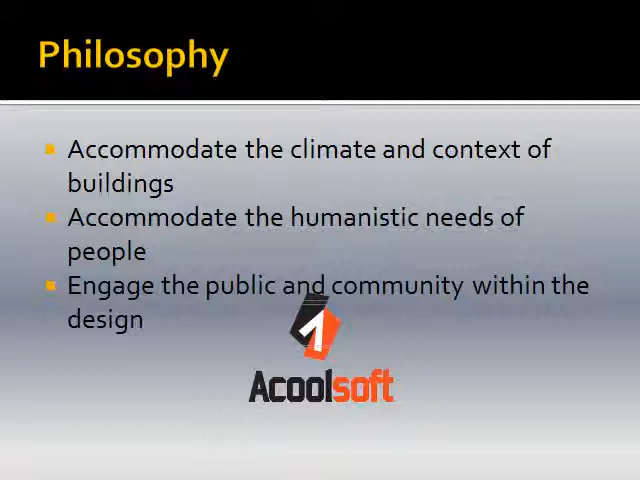 Philosophy
Accommodate the climate and context of
buildings
Accommodate the humanistic needs of
people
Engage the public and community within the
design
Acoolsoft